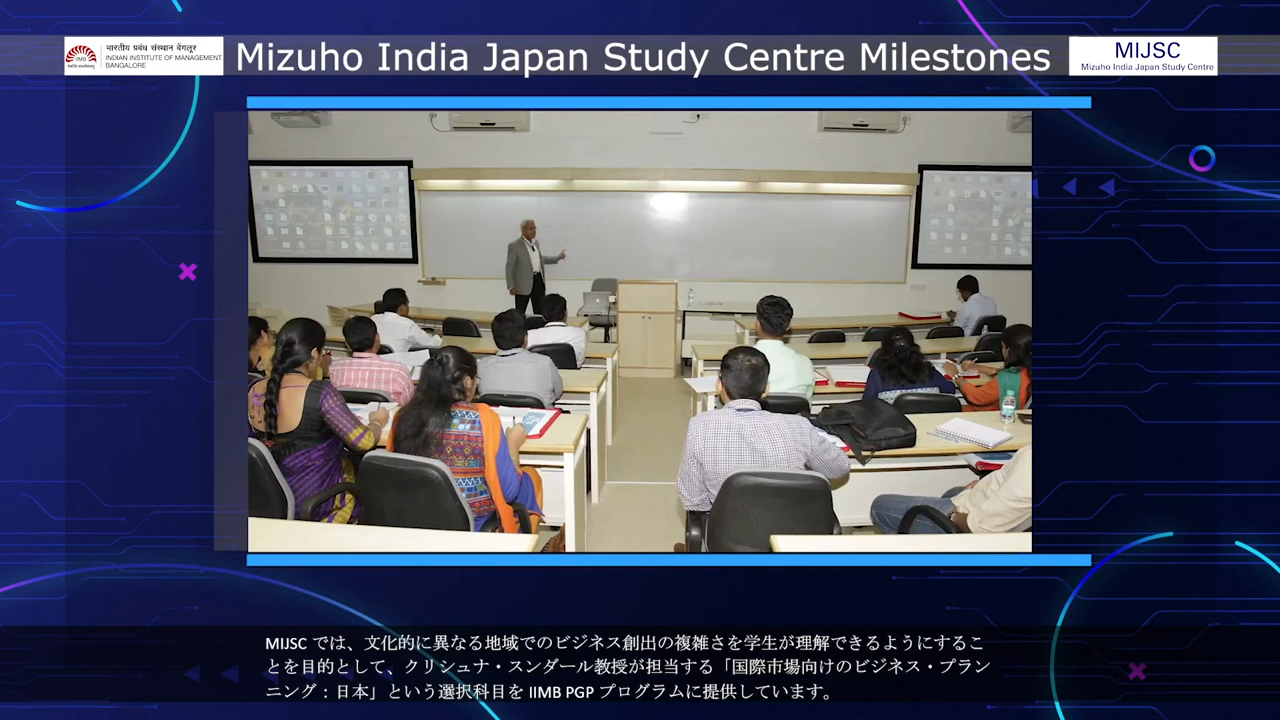 भारतीय प्रबंध संस्थान बेंगलूर
INDIAN INSTITUTE OF MANAGEMENT
BANGALORE
IIMB
Mizuho India Japan Study Centre Milestones
MIJSC
Mizuho India Japan Study Centre
MIJSC では、文化的に異なる地域でのビジネス創出の複雑さを学生が理解できるようにするこ
とを目的として、クリシュナ・スンダール教授が担当する「国際市場向けのビジネス・プラン
ニング：日本」という選択科目を IIMB PGP プログラムに提供しています。